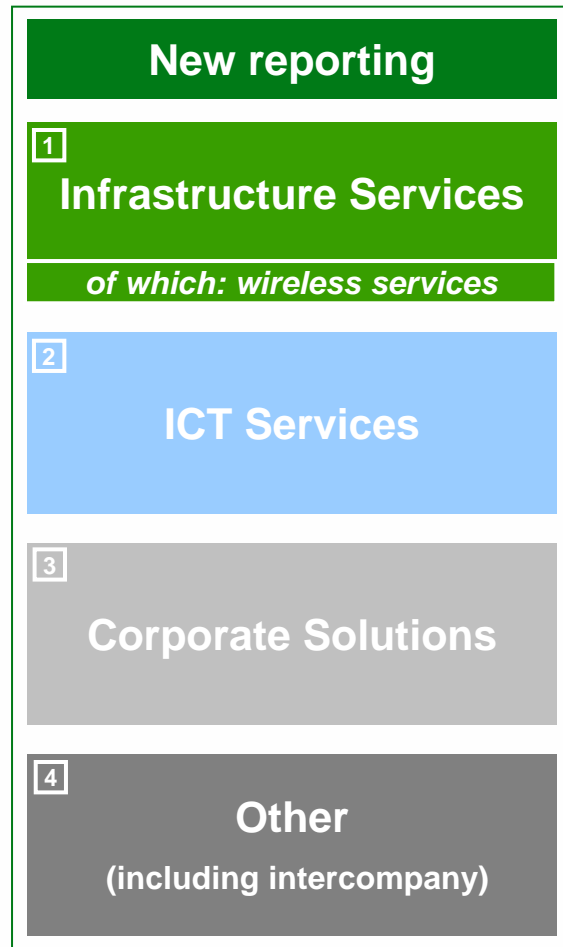 New reporting
1
Infrastructure Services
of which: wireless services
2
ICT Services
3
Corporate Solutions
4
Other
(including intercompany)